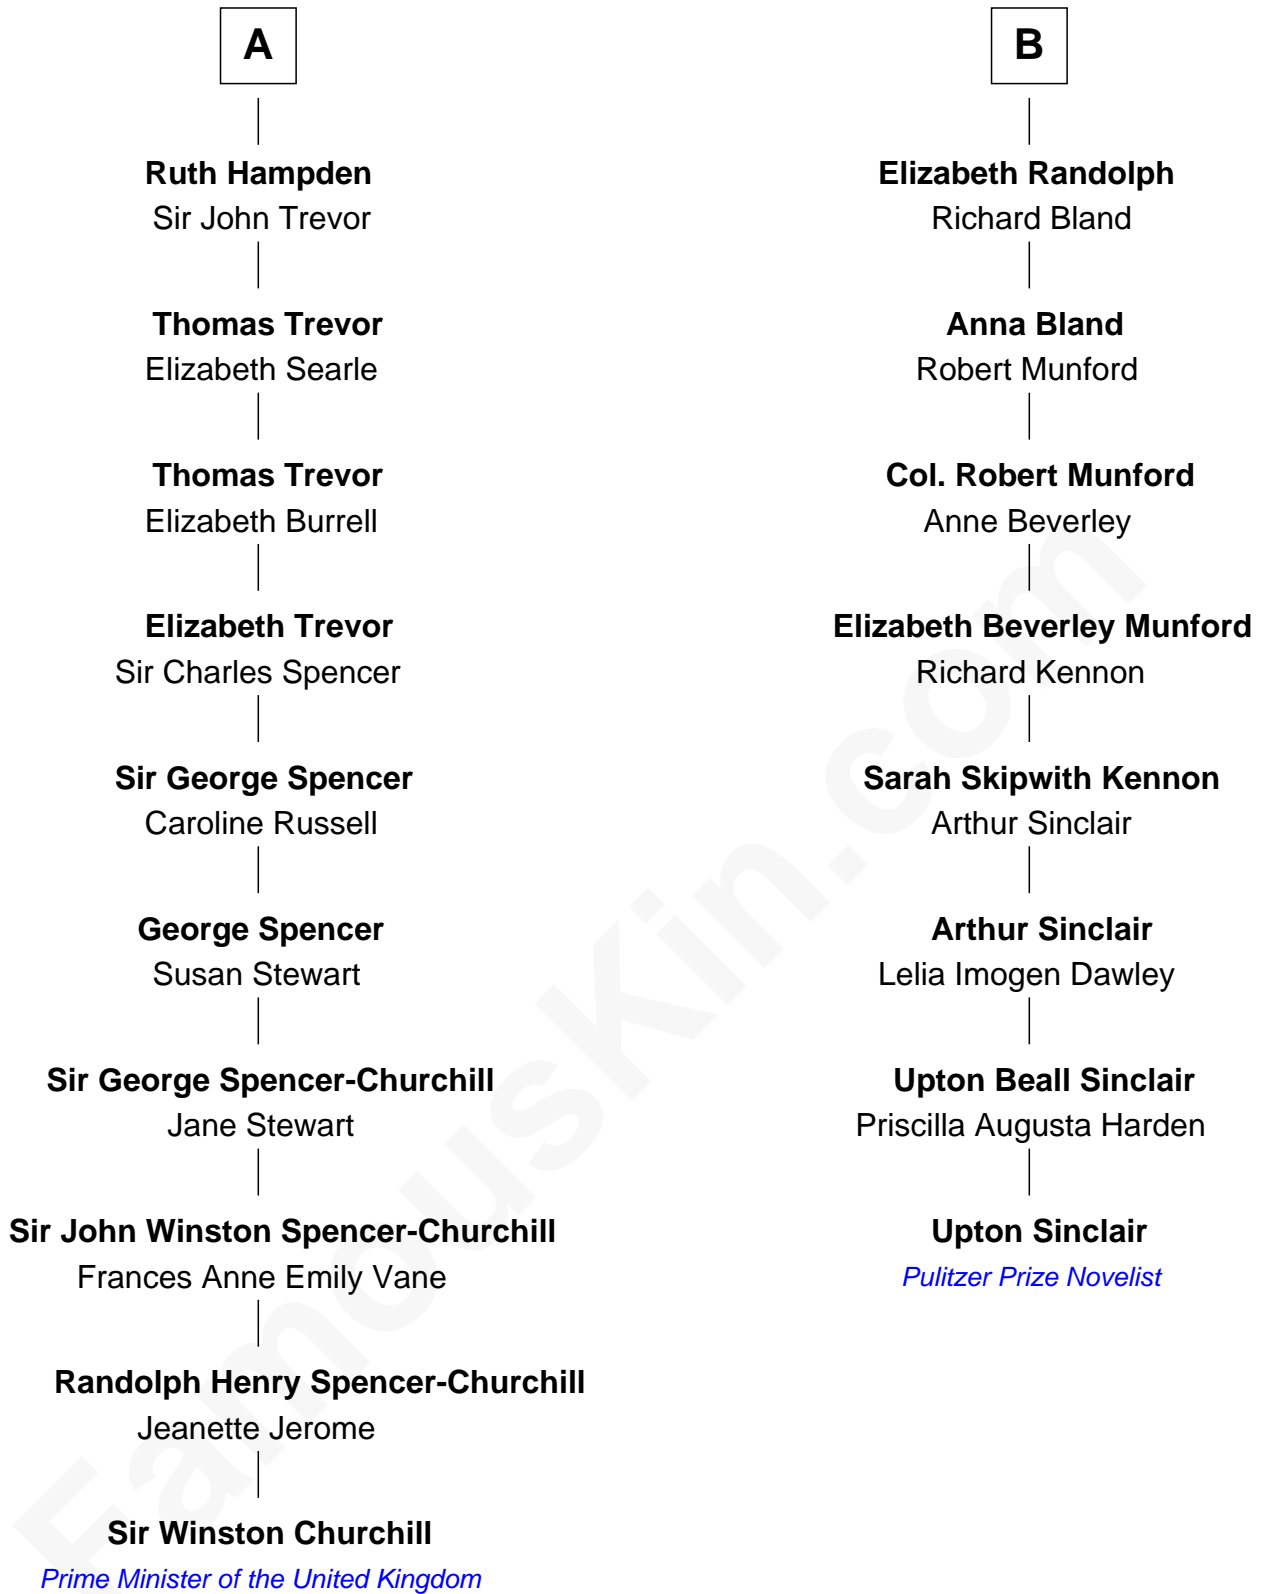 A
Ruth Hampden
Sir John Trevor
Thomas Trevor
Elizabeth Searle
Thomas Trevor
Elizabeth Burrell
Elizabeth Trevor
Sir Charles Spencer
Sir George Spencer
Caroline Russell
George Spencer
Susan Stewart
Sir George Spencer-Churchill
Jane Stewart
Sir John Winston Spencer-Churchill
Frances Anne Emily Vane
Randolph Henry Spencer-Churchill
Jeanette Jerome
Sir Winston Churchill
Prime Minister of the United Kingdom
B
Elizabeth Randolph
Richard Bland
Anna Bland
Robert Munford
Col. Robert Munford
Anne Beverley
Elizabeth Beverley Munford
Richard Kennon
Sarah Skipwith Kennon
Arthur Sinclair
Arthur Sinclair
Lelia Imogen Dawley
Upton Beall Sinclair
Priscilla Augusta Harden
Upton Sinclair
Pulitzer Prize Novelist
FamousKin.com